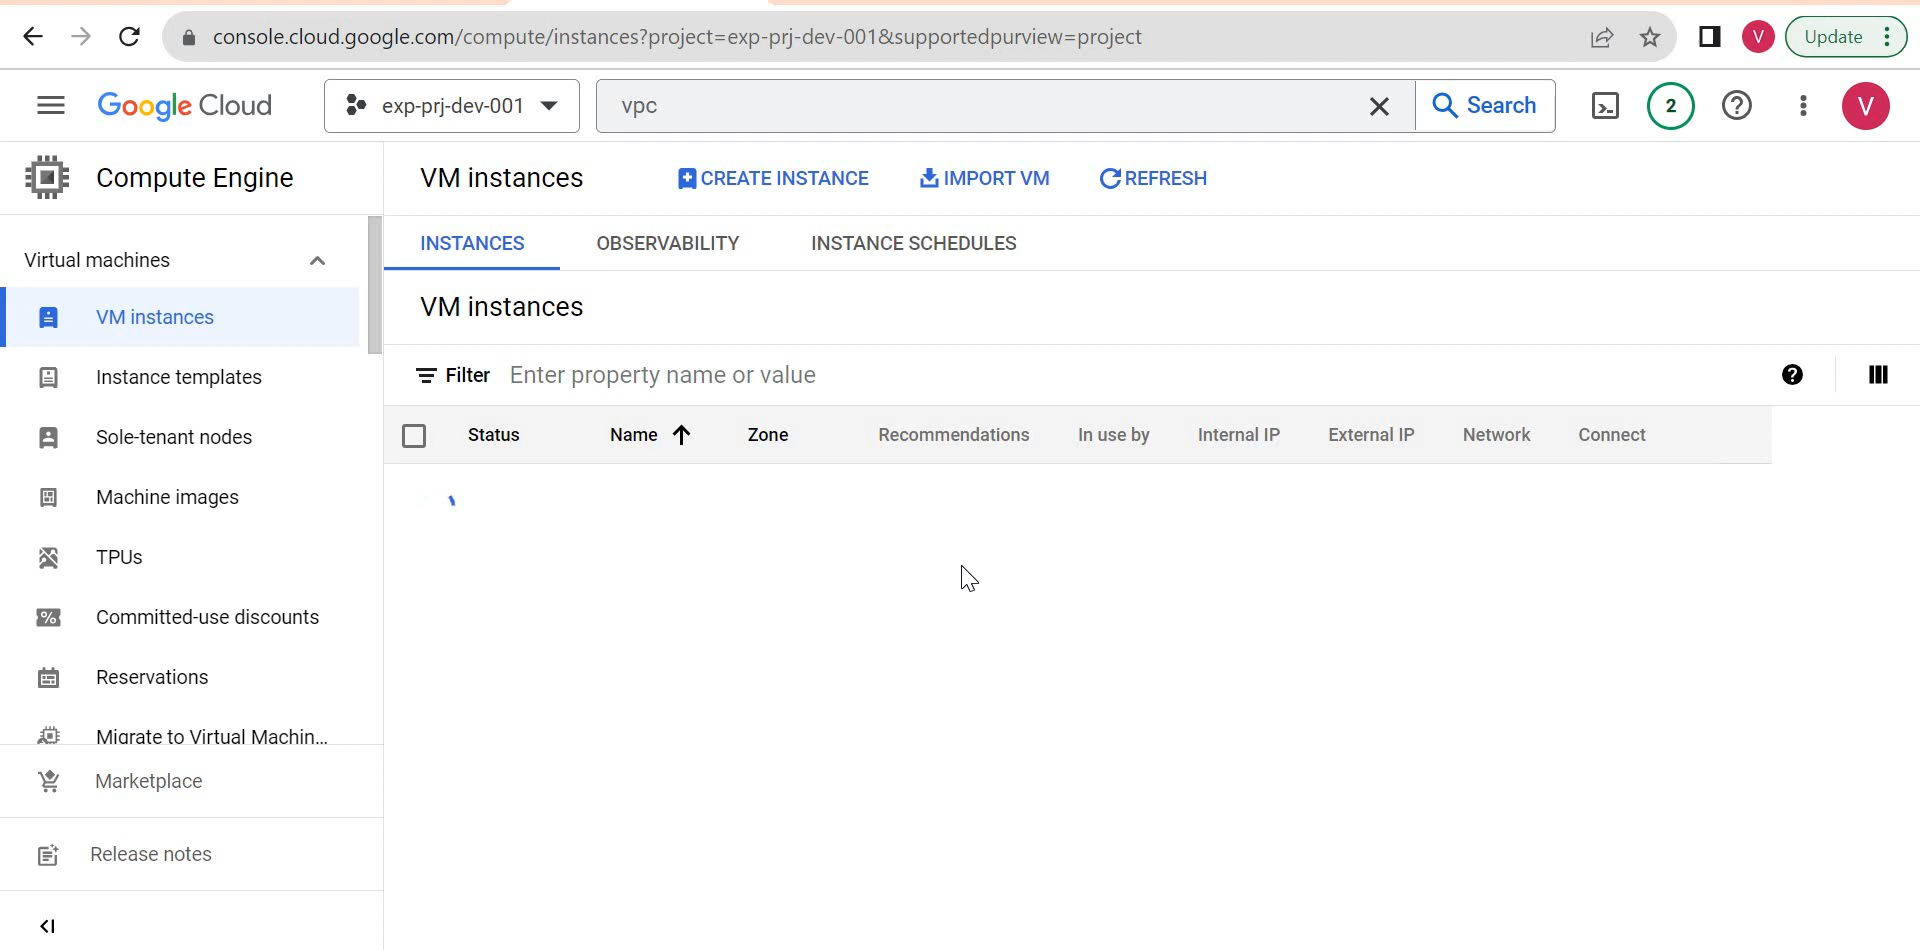 console.cloud.google.com/compute/instances?project=exp-prj-dev-001&supportedpurview=project
V
Update
Google Cloud
exp-prj-dev-001
vpc
Search
2
V
Compute Engine
VM instances
CREATE INSTANCE
IMPORT VM
REFRESH
INSTANCES
OBSERVABILITY
INSTANCE SCHEDULES
Virtual machines
VM instances
Instance templates
Sole-tenant nodes
Machine images
TPUs
Committed-use discounts
Reservations
Migrate to Virtual Machin...
Marketplace
Release notes
VM instances
Filter Enter property name or value
Status Name Zone Recommendations In use by Internal IP External IP Network Connect